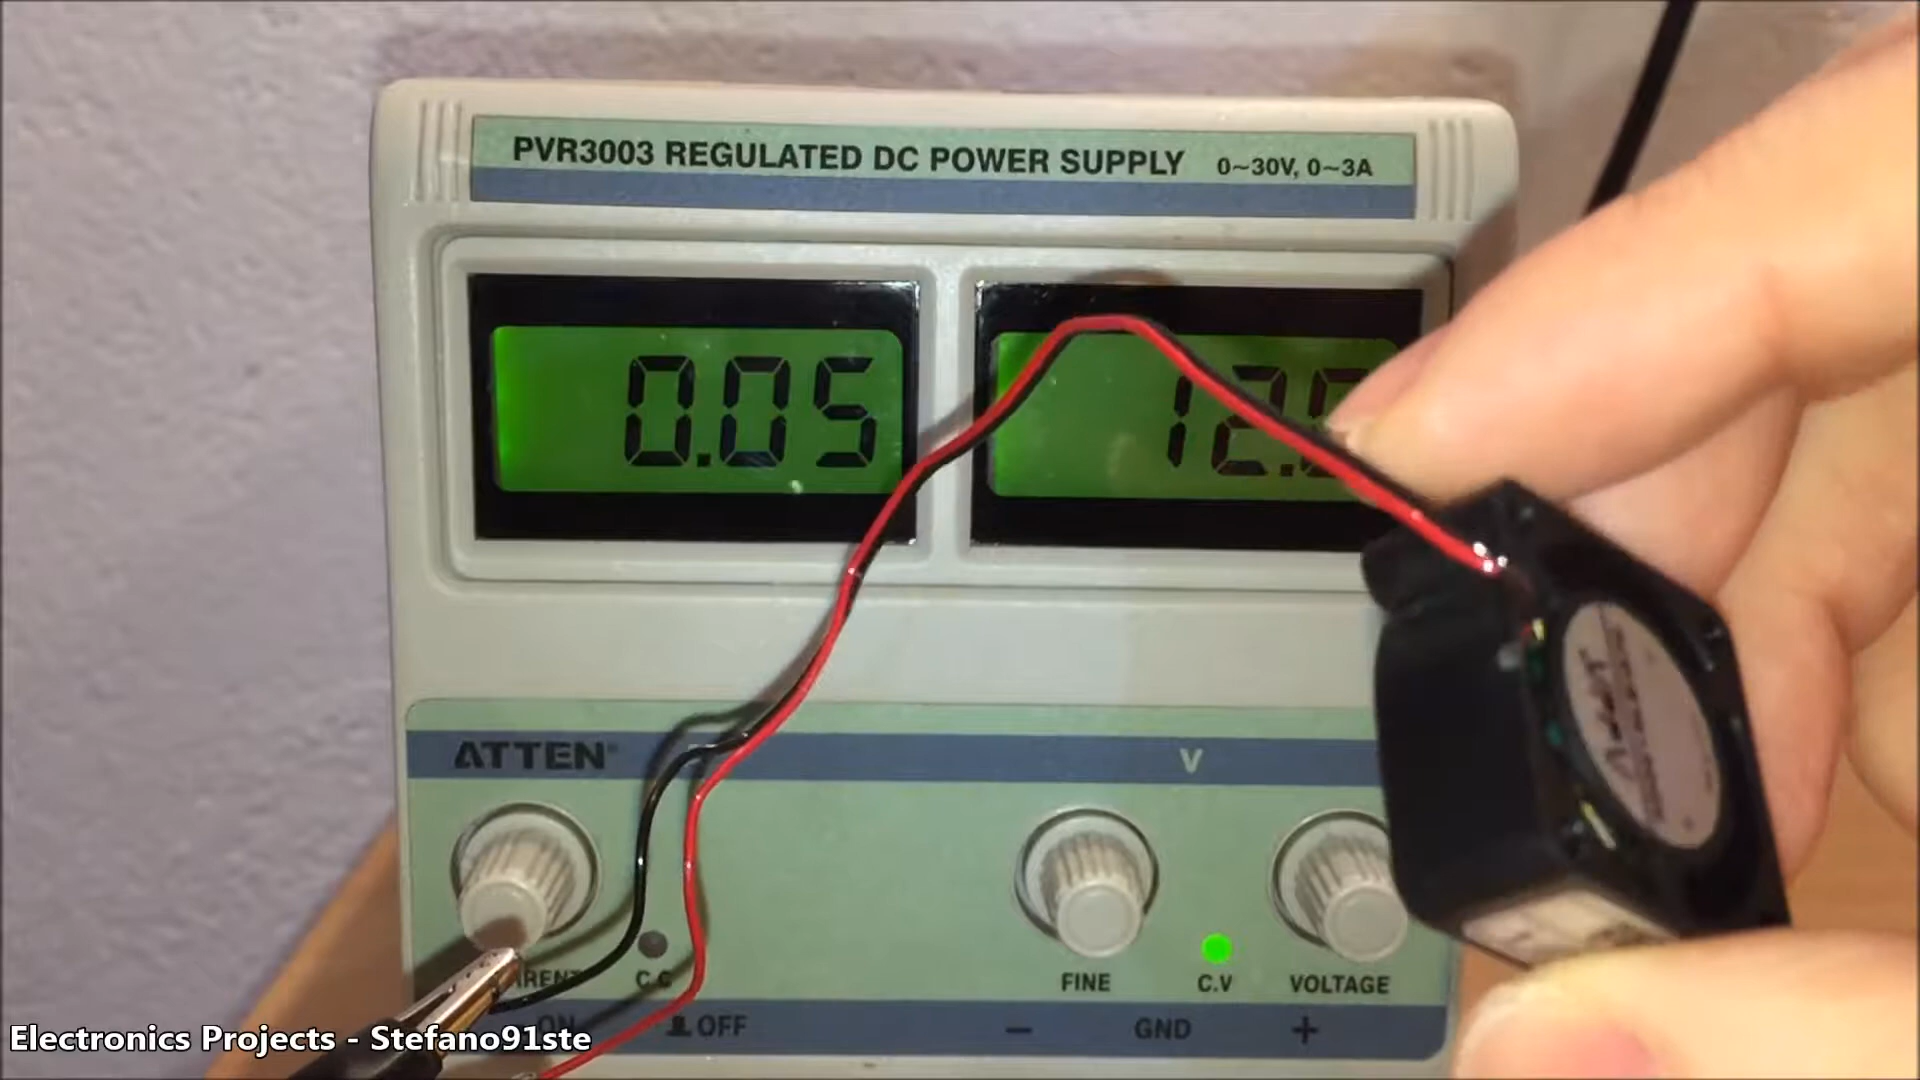 PVR3003 REGULATED DC POWER SUPPLY 0~30V, 0~3A
0.05
ATTEN
V
C.C
FINE
C.V
VOLTAGE
ON
OFF
−
GND
+
Electronics Projects - Stefano91ste